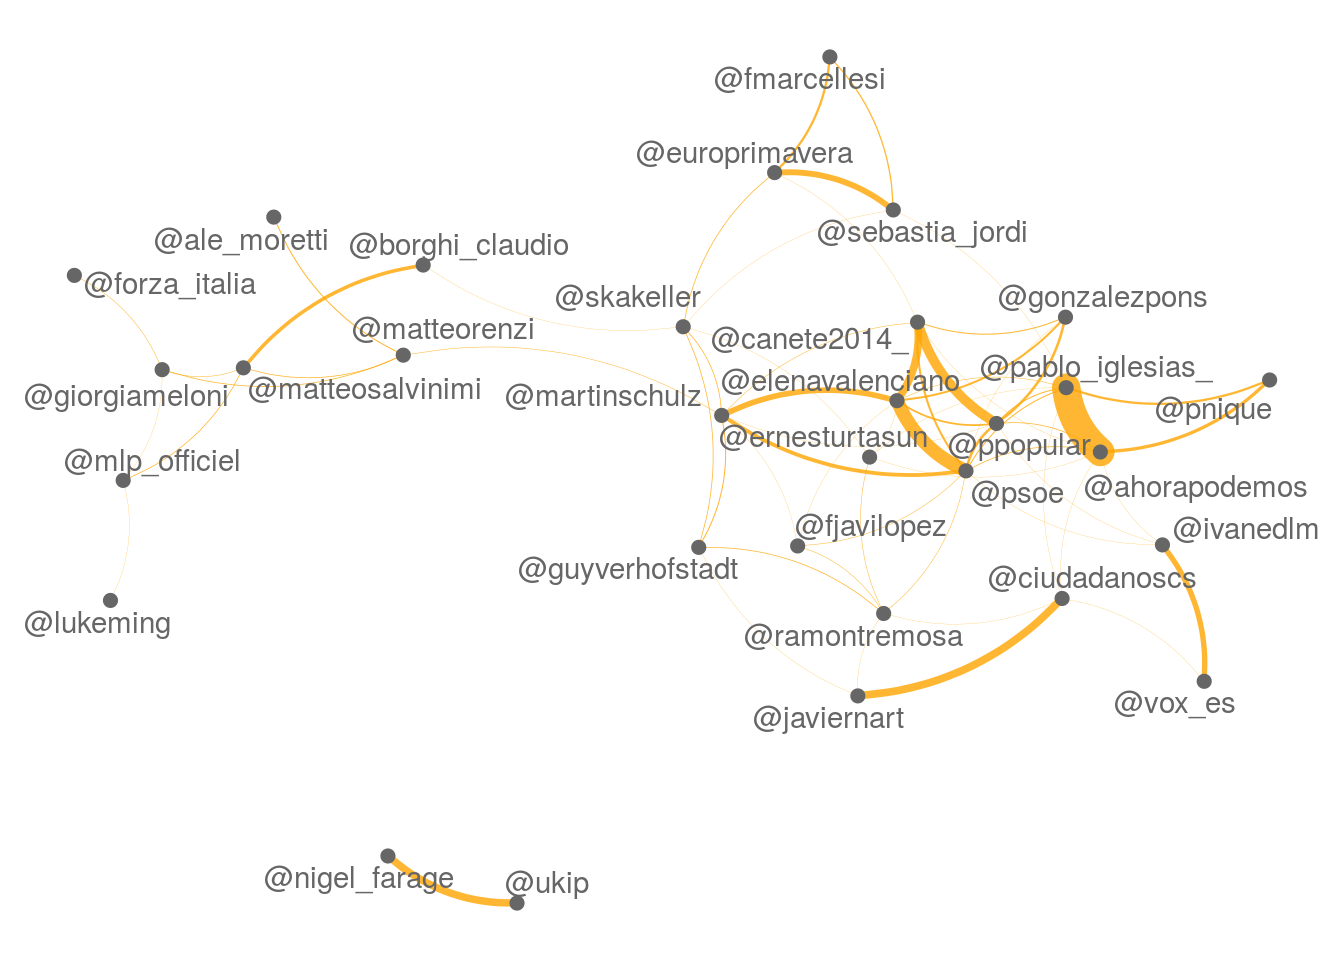 @fmarcellesi
@europrimavera
@sebastia_jordi
@ale_moretti
@borghi_claudio
@forza_italia
@skakeller
@gonzalezpons
@matteorenzi
@canete2014_
@pablo_iglesias_
@elenavalenciano
@giorgiameloni
@matteosalvinimi
@martinschulz
@pnique
@ernesturtasun
@ppopular
@mlp_officiel
@psoe
@ahorapodemos
@fjavilopez
@ivanedlm
@guyverhofstadt
@ciudadanoscs
@lukeming
@ramontremosa
@vox_es
@javiernart
@nigel_farage
@ukip